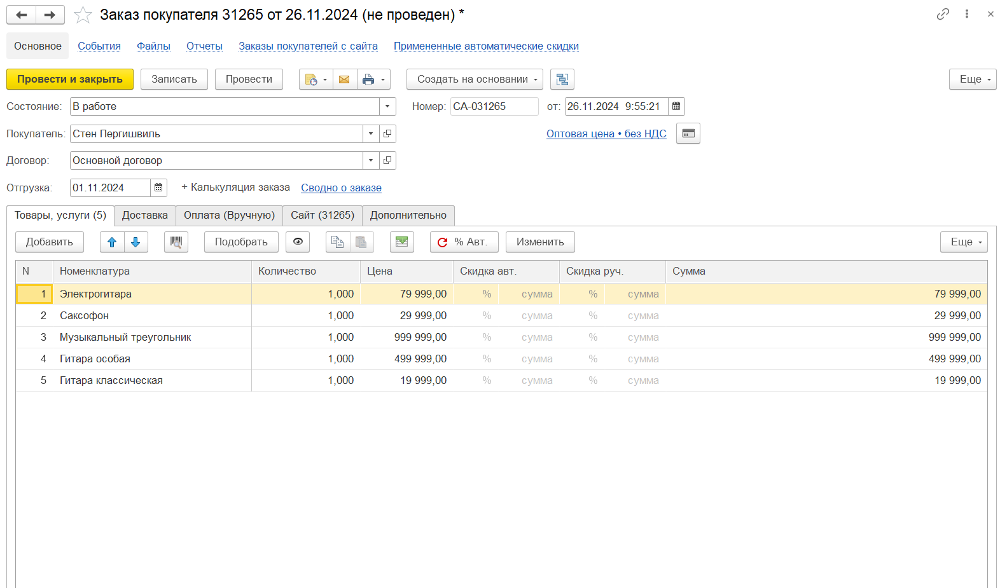 Заказ покупателя 31265 от 26.11.2024 (не проведен) *
Основное События Файлы Отчеты Заказы покупателей с сайта Примененные автоматические скидки
Провести и закрыть Записать Провести Создать на основании Еще
Состояние: В работе Номер: СА-031265 от: 26.11.2024 9:55:21
Покупатель: Стен Пергишвиль Оптовая цена • без НДС
Договор: Основной договор
Отгрузка: 01.11.2024 + Калькуляция заказа Сводно о заказе
Товары, услуги (5) Доставка Оплата (Вручную) Сайт (31265) Дополнительно
Добавить Подобрать % Авт. Изменить Еще
N Номенклатура Количество Цена Скидка авт. Скидка руч. Сумма
1 Электрогитара 1,000 79 999,00 % сумма % сумма 79 999,00
2 Саксофон 1,000 29 999,00 % сумма % сумма 29 999,00
3 Музыкальный треугольник 1,000 999 999,00 % сумма % сумма 999 999,00
4 Гитара особая 1,000 499 999,00 % сумма % сумма 499 999,00
5 Гитара классическая 1,000 19 999,00 % сумма % сумма 19 999,00